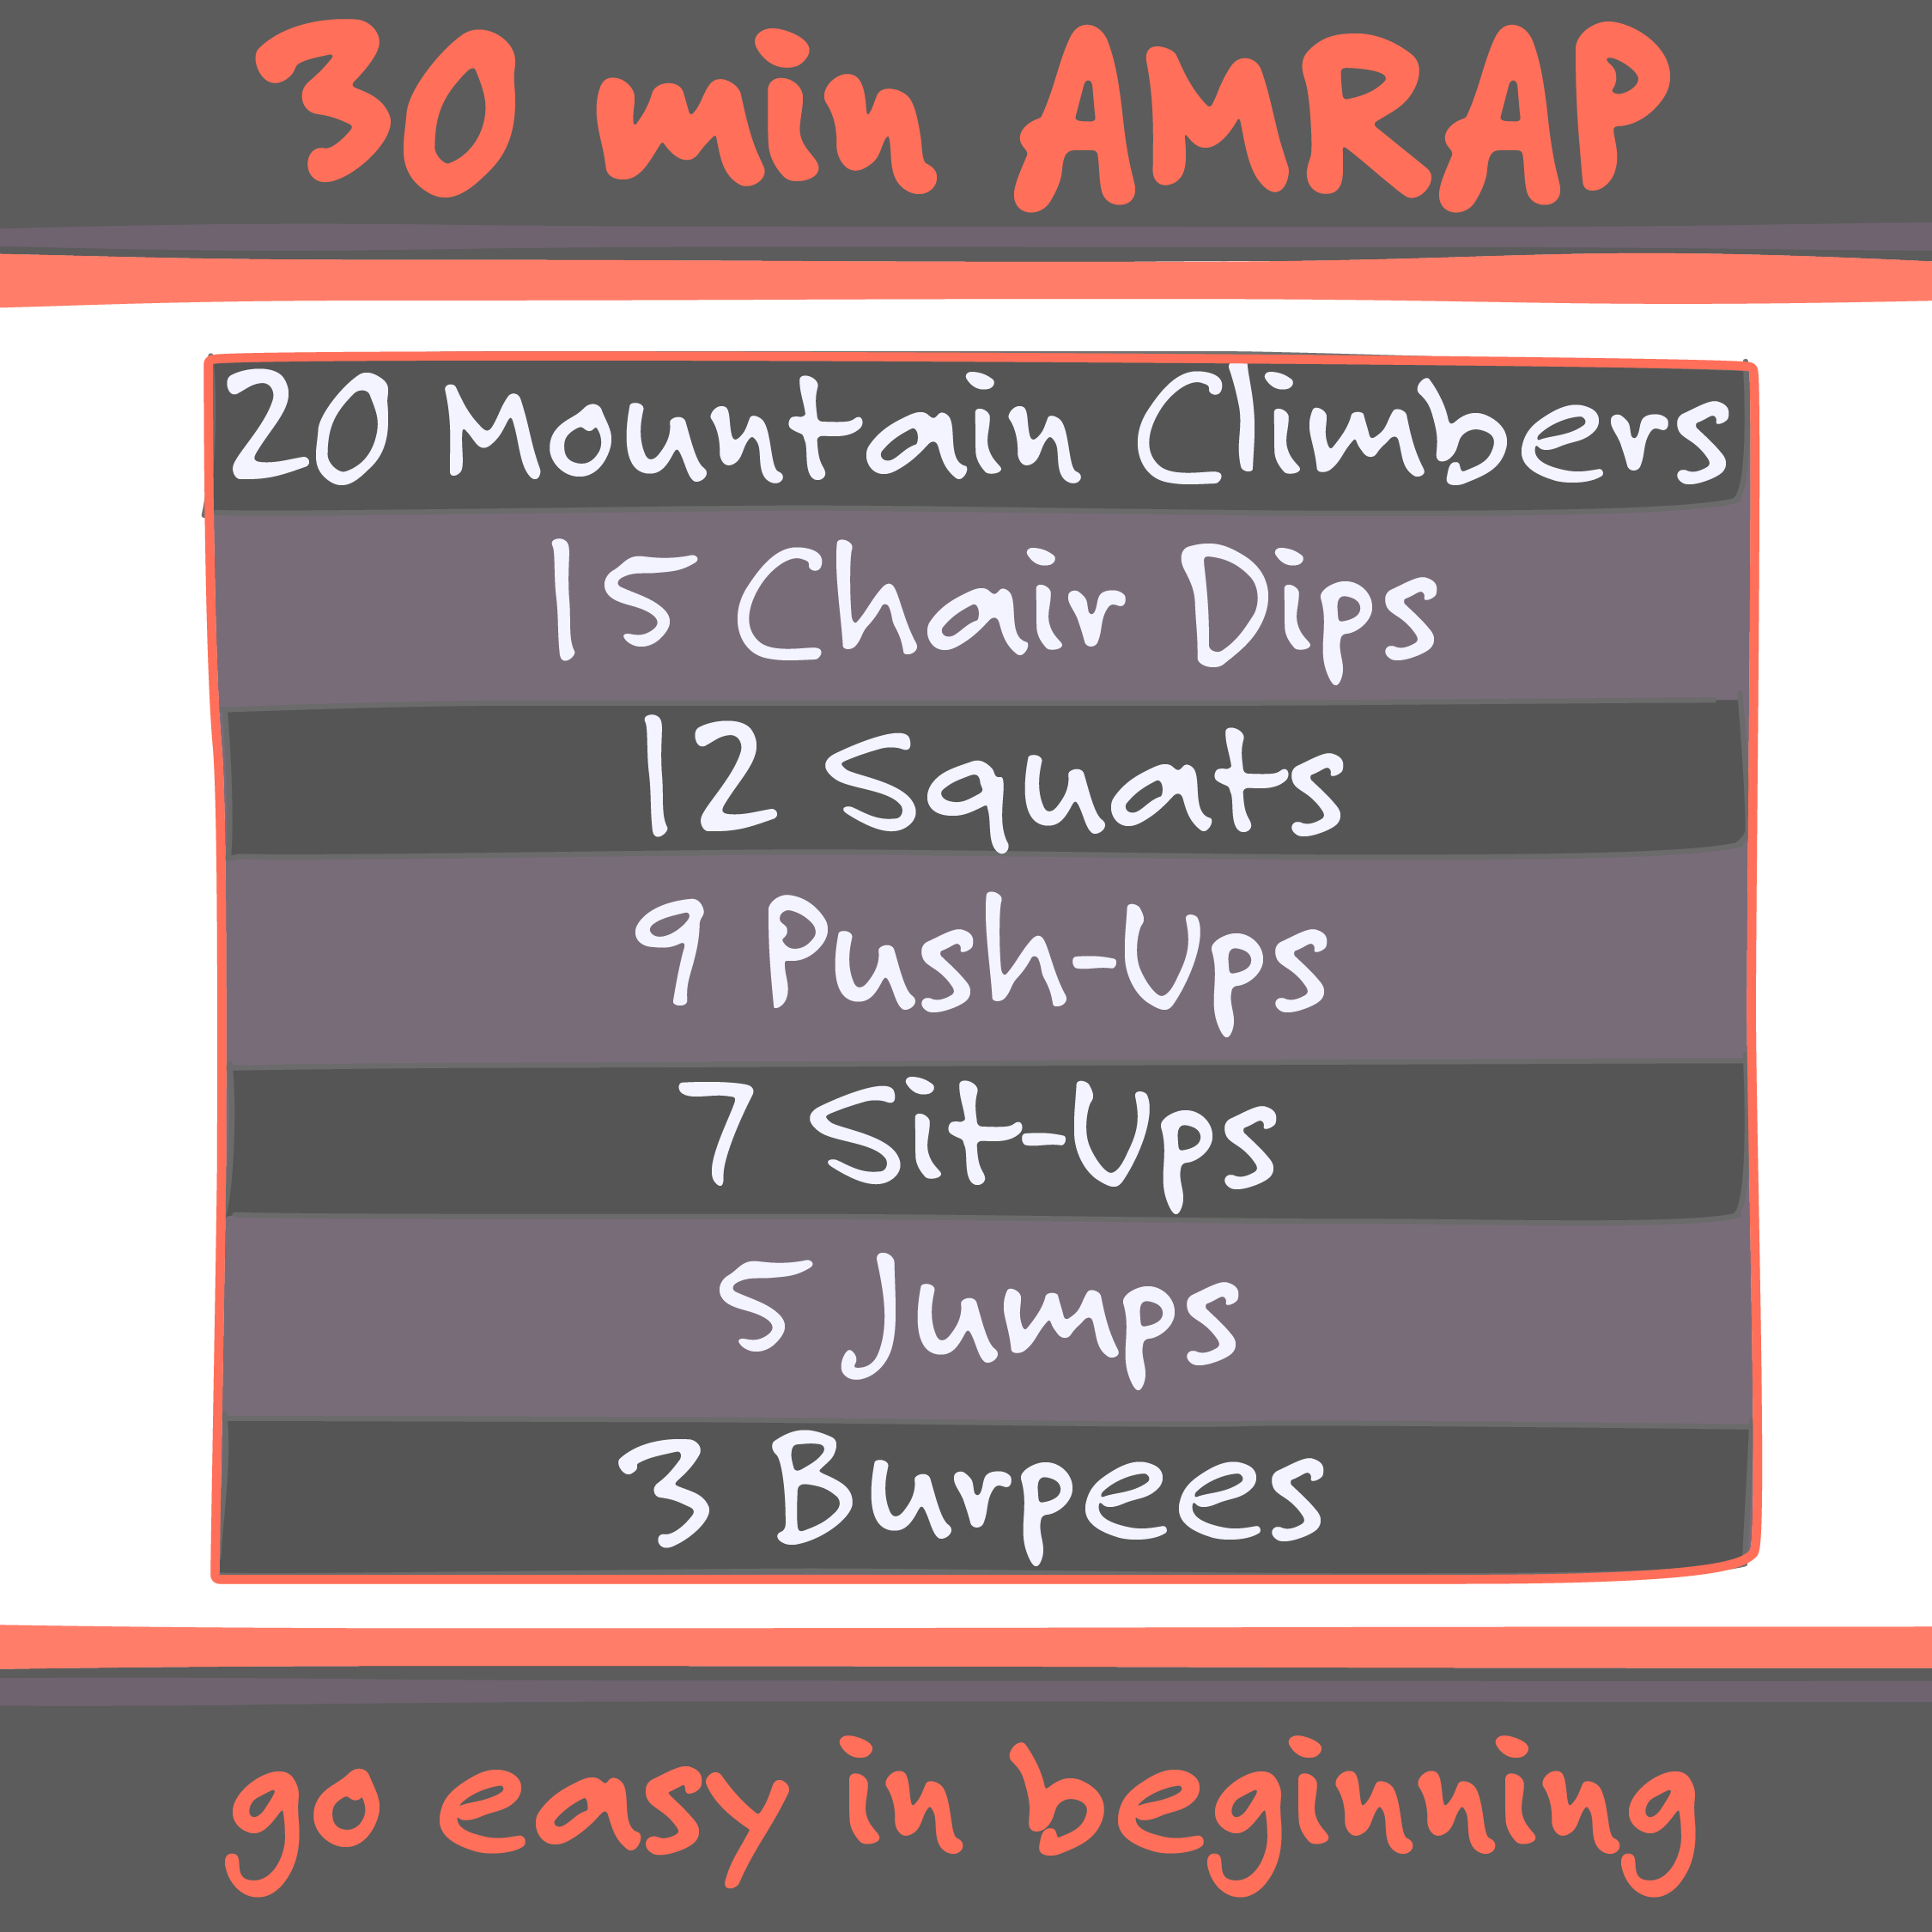 30 min AMRAP
20 Mountain Climbers
15 Chair Dips
12 Squats
9 Push-Ups
7 Sit-Ups
5 Jumps
3 Burpees
go easy in beginning